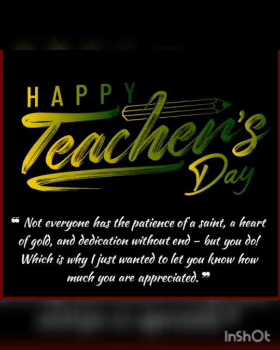 HAPPY
Teacher's
Day
❝ Not everyone has the patience of a saint, a heart
of gold, and dedication without end – but you do!
Which is why I just wanted to let you know how
much you are appreciated.❞
InShOt